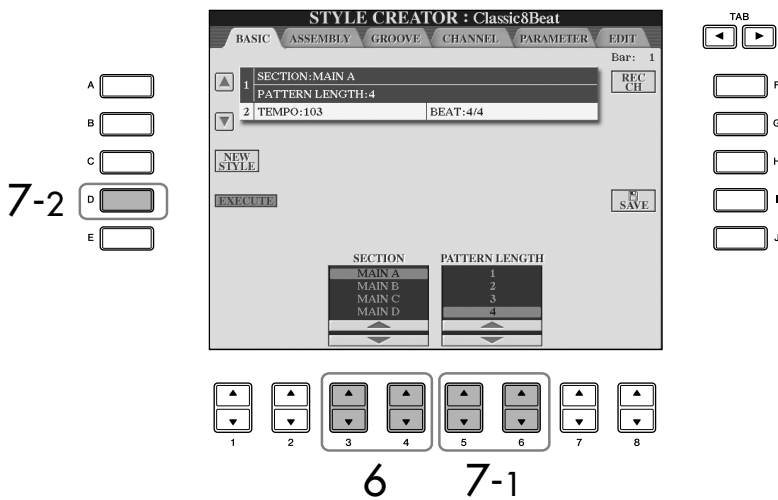 STYLE CREATOR : Classic8Beat
BASIC ASSEMBLY GROOVE CHANNEL PARAMETER EDIT
TAB
Bar: 1
1 SECTION:MAIN A
PATTERN LENGTH:4
2 TEMPO:103 BEAT:4/4
REC
CH
NEW
STYLE
EXECUTE
SAVE
A
B
C
7-2 D
E
F
G
H
I
J
SECTION PATTERN LENGTH
MAIN A 1
MAIN B 2
MAIN C 3
MAIN D 4
1 2 3 4 5 6 7 8
6 7-1